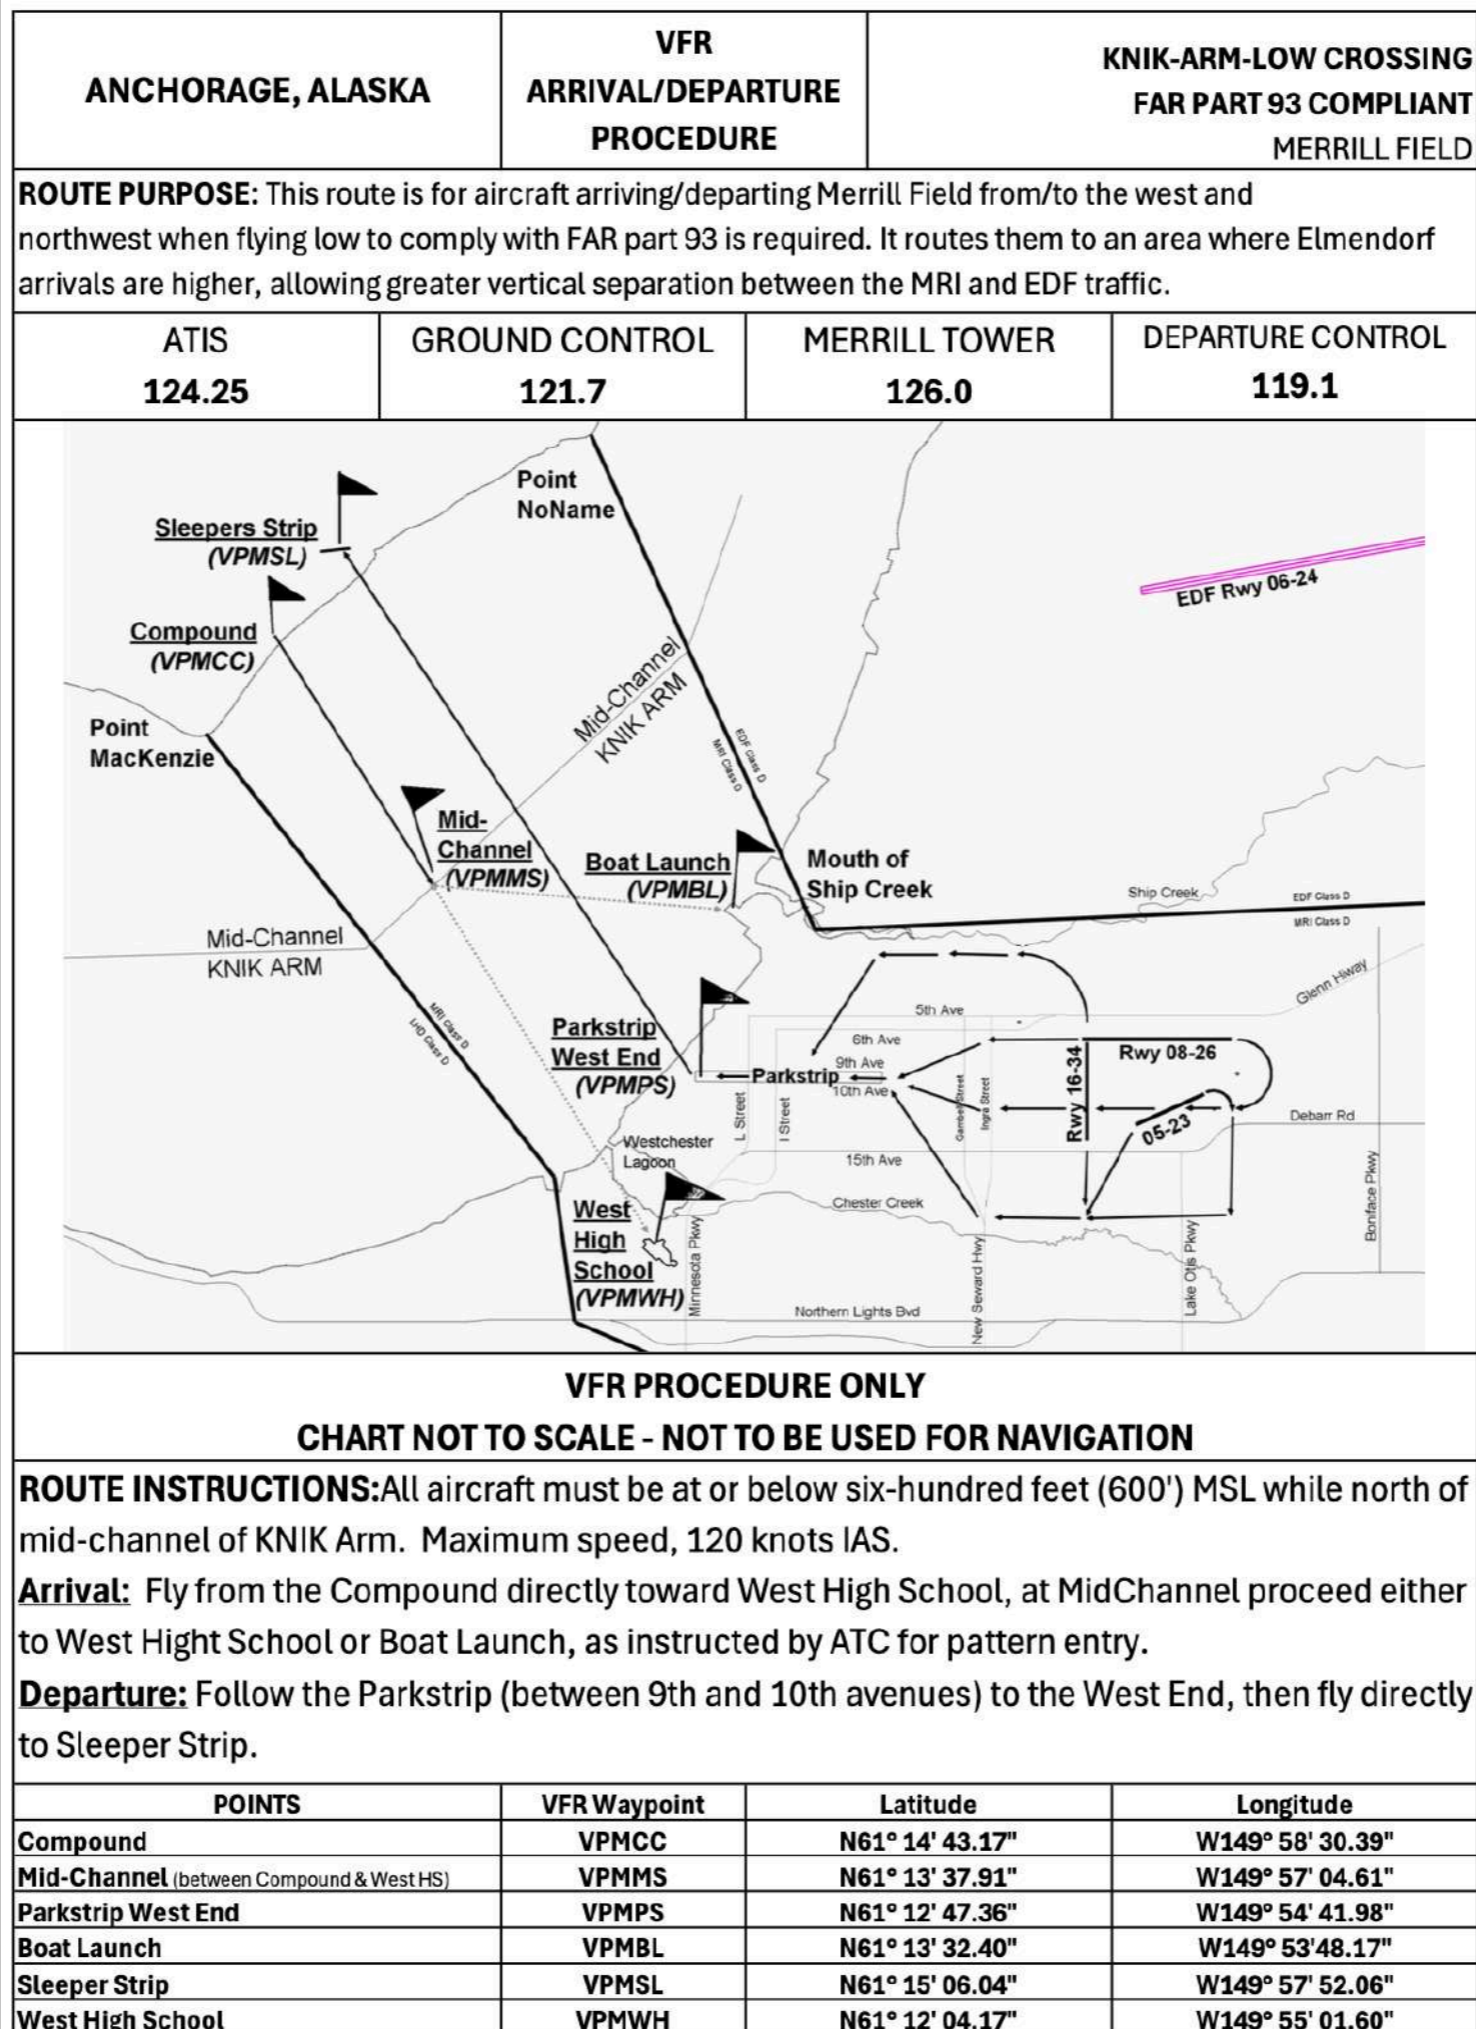 ANCHORAGE, ALASKA
VFR
ARRIVAL/DEPARTURE
PROCEDURE
KNIK-ARM-LOW CROSSING
FAR PART 93 COMPLIANT
MERRILL FIELD
ROUTE PURPOSE: This route is for aircraft arriving/departing Merrill Field from/to the west and
northwest when flying low to comply with FAR part 93 is required. It routes them to an area where Elmendorf
arrivals are higher, allowing greater vertical separation between the MRI and EDF traffic.
ATIS
124.25
GROUND CONTROL
121.7
MERRILL TOWER
126.0
DEPARTURE CONTROL
119.1
Point
NoName
Sleepers Strip
(VPMSL)
EDF Rwy 06-24
Compound
(VPMCC)
Mid-Channel
KNIK ARM
Point
MacKenzie
EDF Class D
MRI Class D
Mid-
Channel
(VPMMS)
Boat Launch
(VPMBL)
Mouth of
Ship Creek
Ship Creek
EDF Class D
MRI Class D
Mid-Channel
KNIK ARM
Glenn Hiway
MRI Class D
LHD Class D
5th Ave
Parkstrip
West End
(VPMPS)
6th Ave
9th Ave
Parkstrip
10th Ave
Rwy 08-26
Rwy 16-34
Gambell Street
Ingra Street
L Street
I Street
05-23
Debarr Rd
Westchester
Lagoon
15th Ave
Chester Creek
West
High
School
(VPMWH)
Minnesota Pkwy
New Seward Hwy
Lake Otis Pkwy
Boniface Pkwy
Northern Lights Bvd
VFR PROCEDURE ONLY
CHART NOT TO SCALE - NOT TO BE USED FOR NAVIGATION
ROUTE INSTRUCTIONS:All aircraft must be at or below six-hundred feet (600') MSL while north of
mid-channel of KNIK Arm. Maximum speed, 120 knots IAS.
Arrival: Fly from the Compound directly toward West High School, at MidChannel proceed either
to West Hight School or Boat Launch, as instructed by ATC for pattern entry.
Departure: Follow the Parkstrip (between 9th and 10th avenues) to the West End, then fly directly
to Sleeper Strip.
POINTS VFR Waypoint Latitude Longitude
Compound VPMCC N61° 14' 43.17" W149° 58' 30.39"
Mid-Channel (between Compound & West HS) VPMMS N61° 13' 37.91" W149° 57' 04.61"
Parkstrip West End VPMPS N61° 12' 47.36" W149° 54' 41.98"
Boat Launch VPMBL N61° 13' 32.40" W149° 53'48.17"
Sleeper Strip VPMSL N61° 15' 06.04" W149° 57' 52.06"
West High School VPMWH N61° 12' 04.17" W149° 55' 01.60"